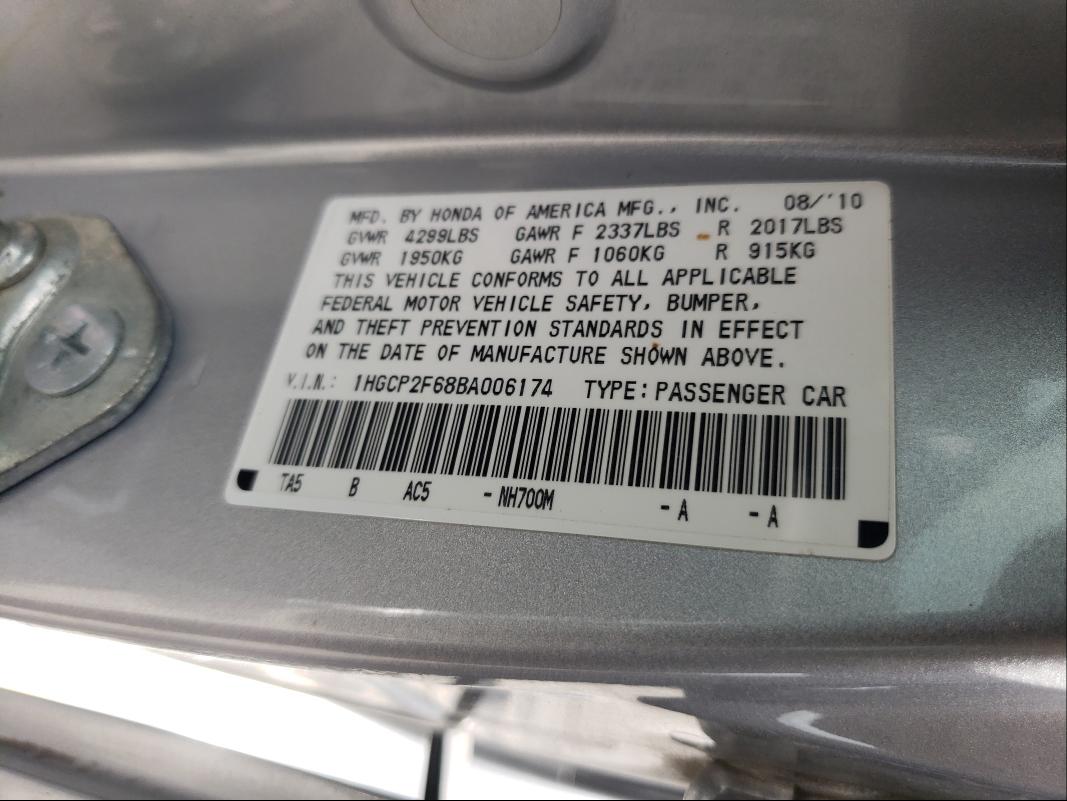 MFD. BY HONDA OF AMERICA MFG., INC. 08/'10
GVWR 4299LBS GAWR F 2337LBS R 2017LBS
GVWR 1950KG GAWR F 1060KG R 915KG
THIS VEHICLE CONFORMS TO ALL APPLICABLE
FEDERAL MOTOR VEHICLE SAFETY, BUMPER,
AND THEFT PREVENTION STANDARDS IN EFFECT
ON THE DATE OF MANUFACTURE SHOWN ABOVE.
V.I.N.: 1HGCP2F68BA006174 TYPE: PASSENGER CAR
TA5 B AC5 -NH700M -A -A